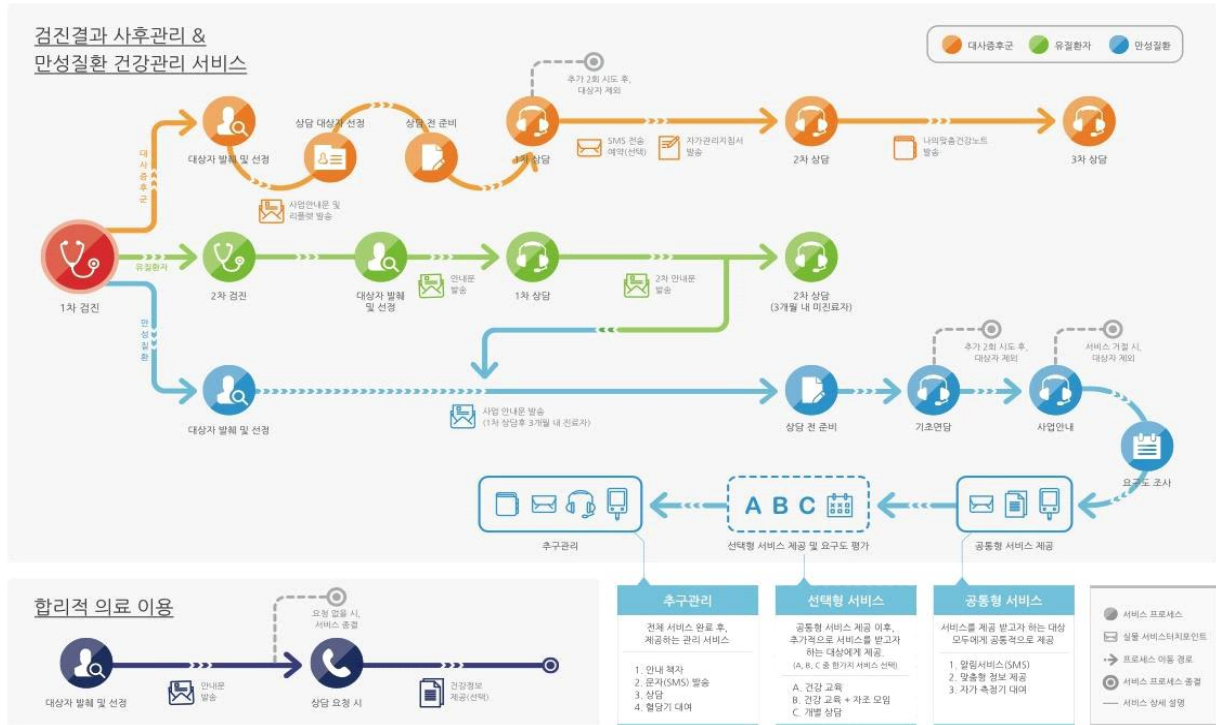 검진결과 사후관리 &
만성질환 건강관리 서비스
대사증후군
유질환자
만성질환
추가 2회 시도 후,
대상자 제외
대사증후군
대상자 발췌 및 선정
상담 대상자 선정
상담 전 준비
사업안내문 및
리플렛 발송
1차 상담
SMS 전송
예약(선택)
자가관리지침서
발송
2차 상담
나의맞춤건강노트
발송
3차 상담
1차 검진
유질환자
2차 검진
대상자 발췌
및 선정
안내문
발송
1차 상담
2차 안내문
발송
2차 상담
(3개월 내 미진료자)
만성질환
대상자 발췌 및 선정
사업 안내문 발송
(1차 상담후 3개월 내 진료자)
상담 전 준비
추가 2회 시도 후,
대상자 제외
기초면담
서비스 거절 시,
대상자 제외
사업안내
요구도 조사
공통형 서비스 제공
A B C
선택형 서비스 제공 및 요구도 평가
추구관리
합리적 의료 이용
요청 없을 시,
서비스 종결
대상자 발췌 및 선정
안내문
발송
상담 요청 시
건강정보
제공(선택)
추구관리
전체 서비스 완료 후,
제공하는 관리 서비스
1. 안내 책자
2. 문자(SMS) 발송
3. 상담
4. 혈당기 대여
선택형 서비스
공통형 서비스 제공 이후,
추가적으로 서비스를 받고자
하는 대상에게 제공.
(A, B, C 중 한가지 서비스 선택)
A. 건강 교육
B. 건강 교육 + 자조 모임
C. 개별 상담
공통형 서비스
서비스를 제공 받고자 하는 대상
모두에게 공통적으로 제공
1. 알림서비스(SMS)
2. 맞춤형 정보 제공
3. 자가 측정기 대여
서비스 프로세스
실물 서비스터치포인트
프로세스 이동 경로
서비스 프로세스 종결
서비스 상세 설명